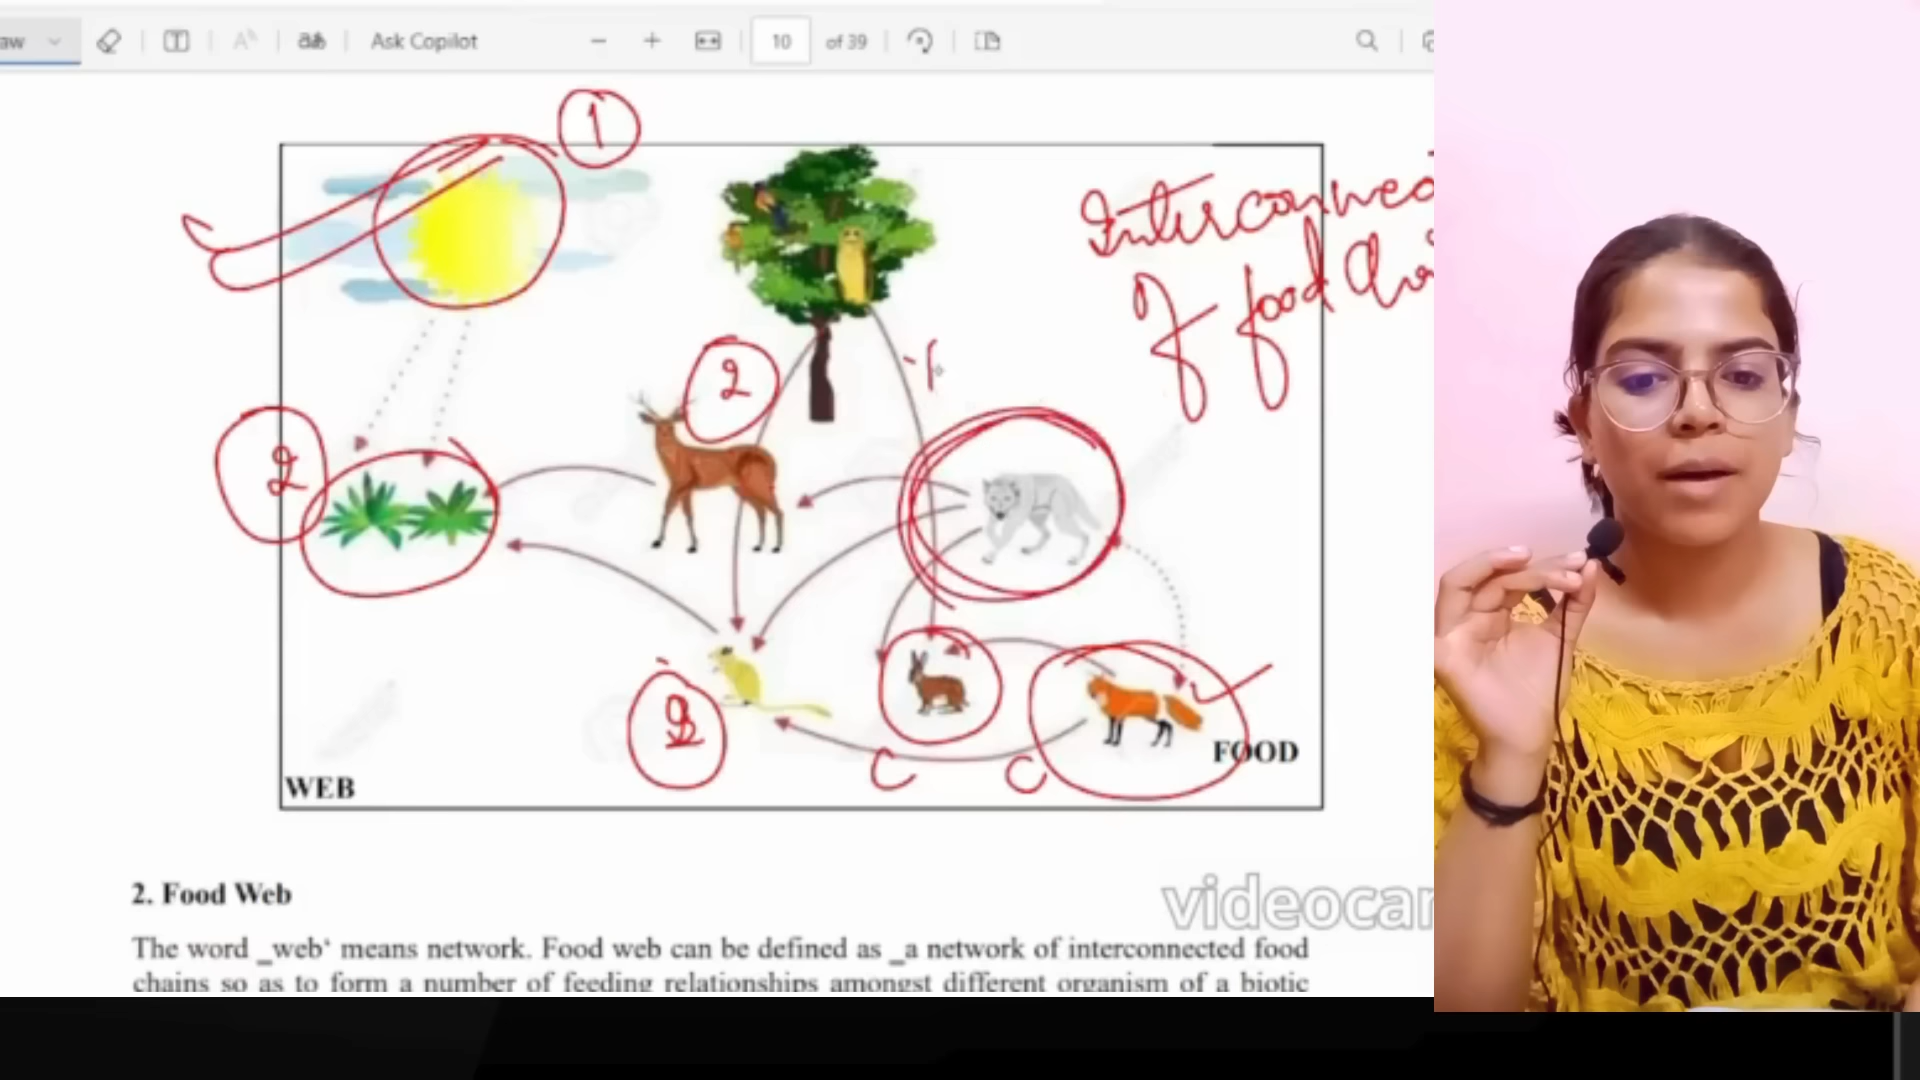 Ask Copilot
10
of 39
1
Interconnec
of food Chai
2
2
2
C
C
FOOD
WEB
2. Food Web
videocar
The word _web‘ means network. Food web can be defined as _a network of interconnected food
chains so as to form a number of feeding relationships amongst different organism of a biotic